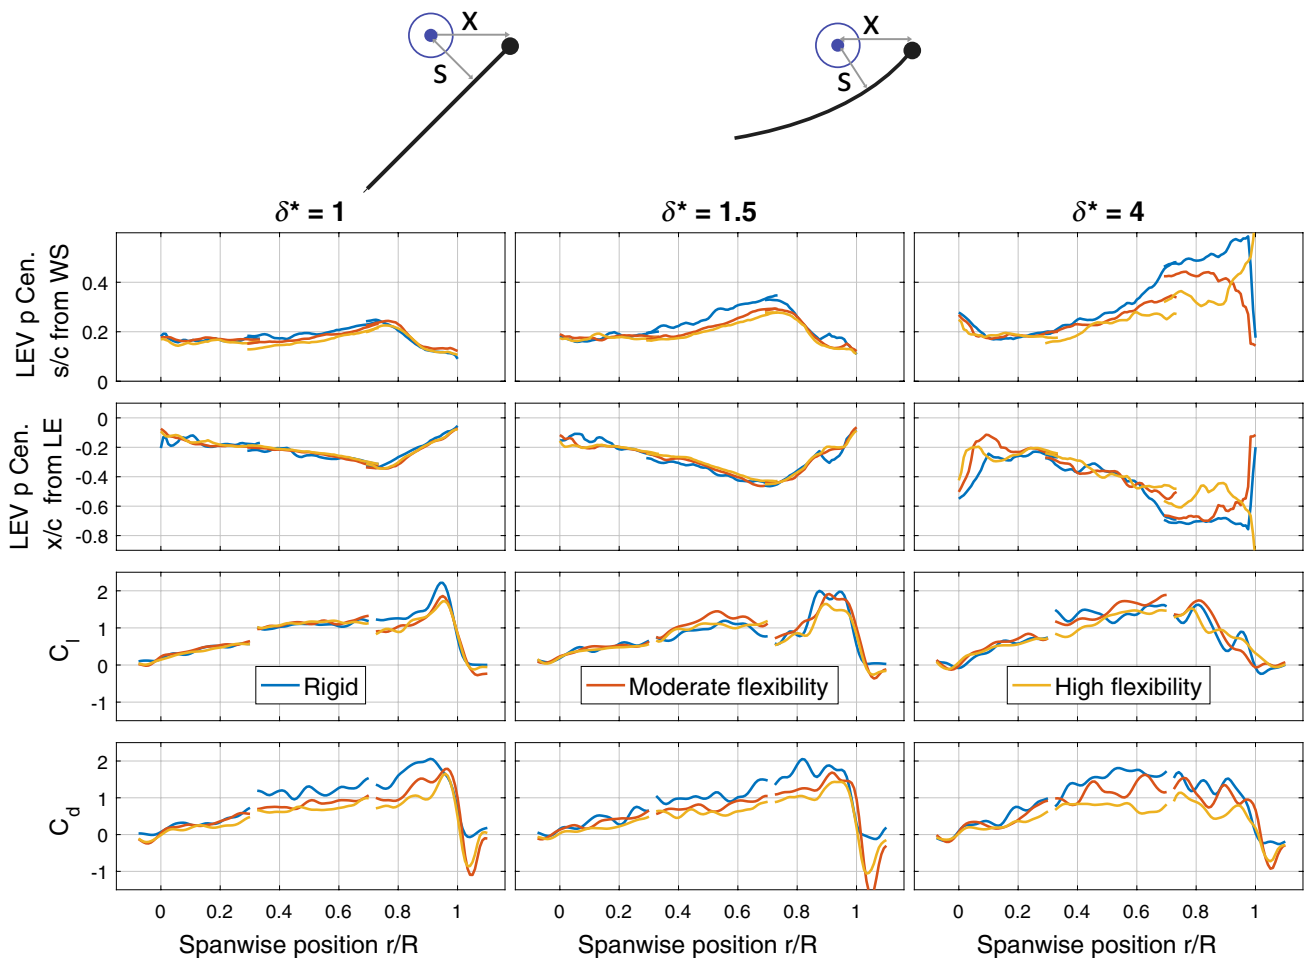 X
S
X
S
δ* = 1
δ* = 1.5
δ* = 4
LEV p Cen.
s/c from WS
0.4
0.2
0
LEV p Cen.
x/c from LE
0
-0.2
-0.4
-0.6
-0.8
C_l
2
1
0
-1
Rigid
Moderate flexibility
High flexibility
C_d
2
1
0
-1
0 0.2 0.4 0.6 0.8 1
0 0.2 0.4 0.6 0.8 1
0 0.2 0.4 0.6 0.8 1
Spanwise position r/R
Spanwise position r/R
Spanwise position r/R